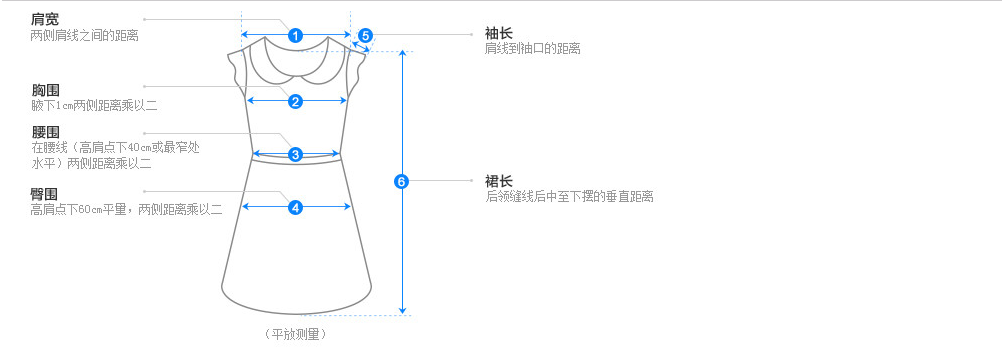 肩宽
两侧肩线之间的距离
胸围
腋下1cm两侧距离乘以二
腰围
在腰线（高肩点下40cm或最窄处
水平）两侧距离乘以二
臀围
高肩点下60cm平量，两侧距离乘以二
1
5
2
3
6
4
袖长
肩线到袖口的距离
裙长
后领缝线后中至下摆的垂直距离
（平放测量）